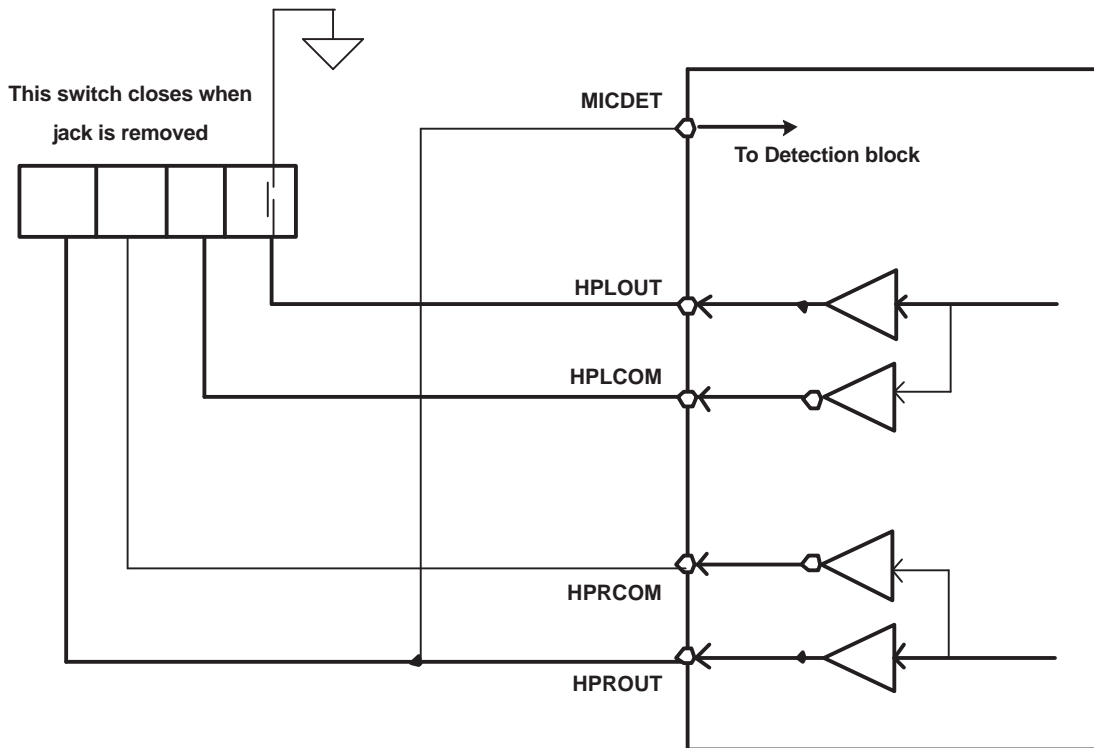 This switch closes when
jack is removed
MICDET
To Detection block
HPLOUT
HPLCOM
HPRCOM
HPROUT